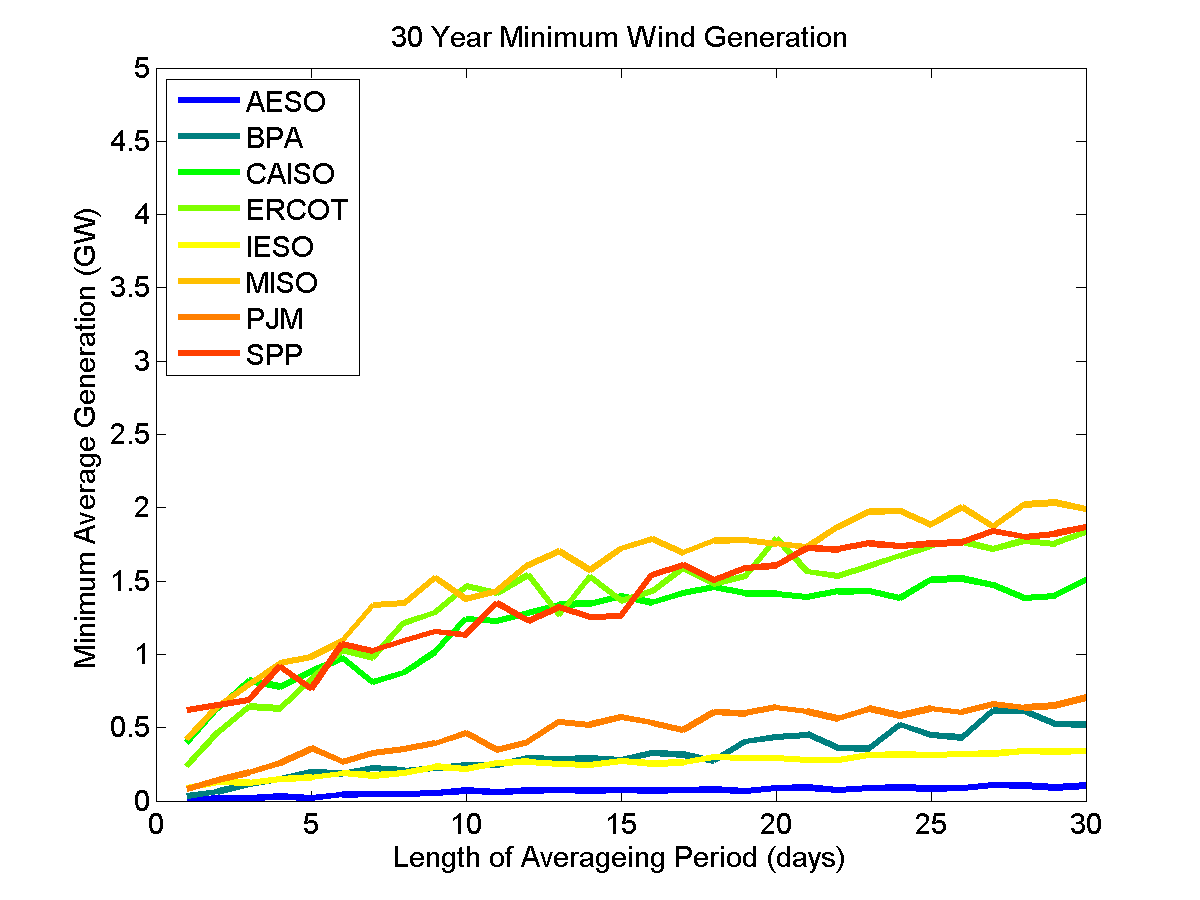 30 Year Minimum Wind Generation
5
4.5
4
3.5
3
2.5
2
1.5
1
0.5
0
Minimum Average Generation (GW)
AESO
BPA
CAISO
ERCOT
IESO
MISO
PJM
SPP
0 5 10 15 20 25 30
Length of Averageing Period (days)